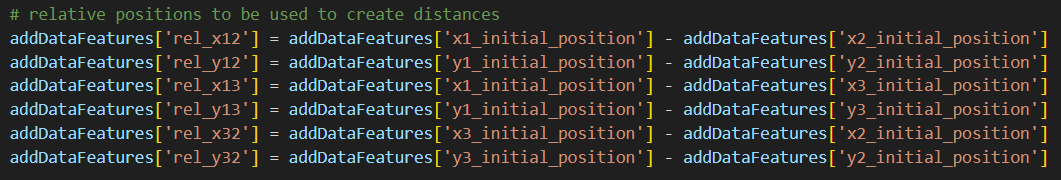 # relative positions to be used to create distances
addDataFeatures['rel_x12'] = addDataFeatures['x1_initial_position'] - addDataFeatures['x2_initial_position']
addDataFeatures['rel_y12'] = addDataFeatures['y1_initial_position'] - addDataFeatures['y2_initial_position']
addDataFeatures['rel_x13'] = addDataFeatures['x1_initial_position'] - addDataFeatures['x3_initial_position']
addDataFeatures['rel_y13'] = addDataFeatures['y1_initial_position'] - addDataFeatures['y3_initial_position']
addDataFeatures['rel_x32'] = addDataFeatures['x3_initial_position'] - addDataFeatures['x2_initial_position']
addDataFeatures['rel_y32'] = addDataFeatures['y3_initial_position'] - addDataFeatures['y2_initial_position']